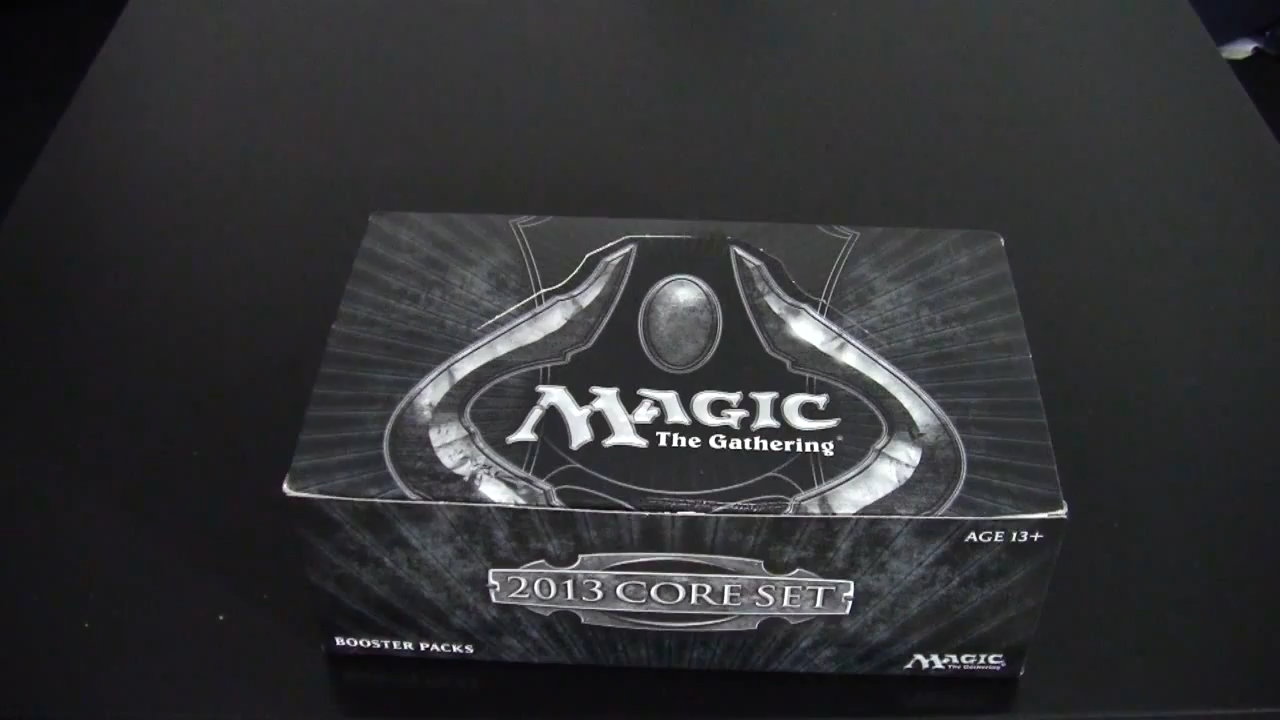 MAGIC
The Gathering®
AGE 13+
2013 CORE SET
BOOSTER PACKS
MAGIC
The Gathering®